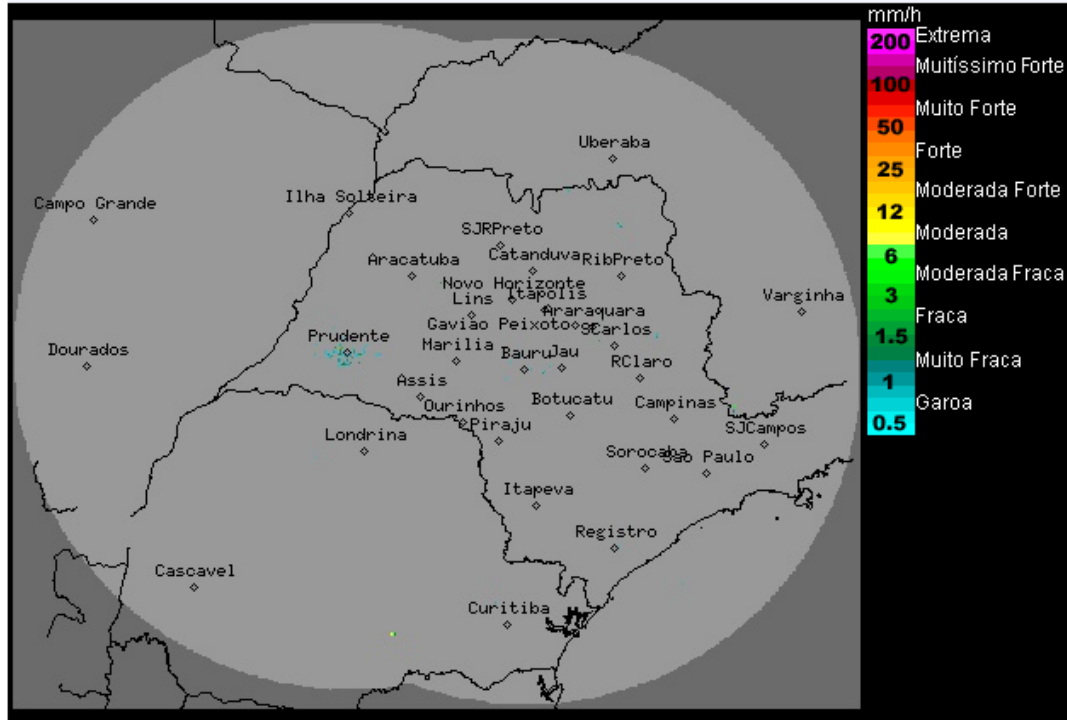 mm/h
200 Extrema
Muitíssimo Forte
100
Muito Forte
50
Forte
25
Moderada Forte
12
Moderada
6
Moderada Fraca
3
Fraca
1.5
Muito Fraca
1
Garoa
0.5
Uberaba
Campo Grande
Ilha Solteira
SJRPreto
Aracatuba
Catanduva
RibPreto
Novo Horizonte
Lins
Itapolis
Varginha
Araraquara
Gavião Peixoto
SCarlos
Prudente
Dourados
Marilia
Bauru
Jau
RClaro
Assis
Ourinhos
Botucatu
Campinas
Piraju
Londrina
SJCampos
Sorocaba
Sao Paulo
Itapeva
Registro
Cascavel
Curitiba